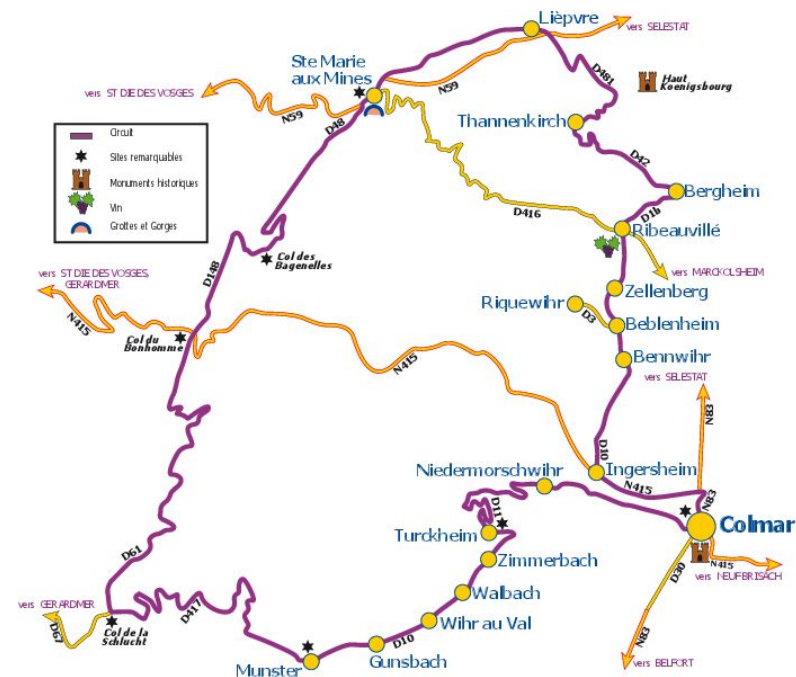 Lièpvre
vers SELESTAT
Ste Marie
aux Mines
N59
D481
Haut
Koenigsbourg
vers ST DIE DES VOSGES
N59
D48
Thannenkirch
Circuit
Sites remarquables
Monuments historiques
Vin
Grottes et Gorges
D42
Bergheim
D416
D1b
Ribeauvillé
Col des
Bagenelles
vers MARCKOLSHEIM
vers ST DIE DES VOSGES,
GERARDMER
D148
Zellenberg
Riquewihr
D3
Beblenheim
N415
Col du
Bonhomme
Bennwihr
N415
vers SELESTAT
N83
D10
Ingersheim
Niedermorschwihr
N415
N83
D11
Colmar
Turckheim
D61
Zimmerbach
N415
D30
vers NEUFBRISACH
Walbach
vers GERARDMER
D417
D67
Col de la
Schlucht
Wihr au Val
D10
N83
Gunsbach
vers BELFORT
Munster